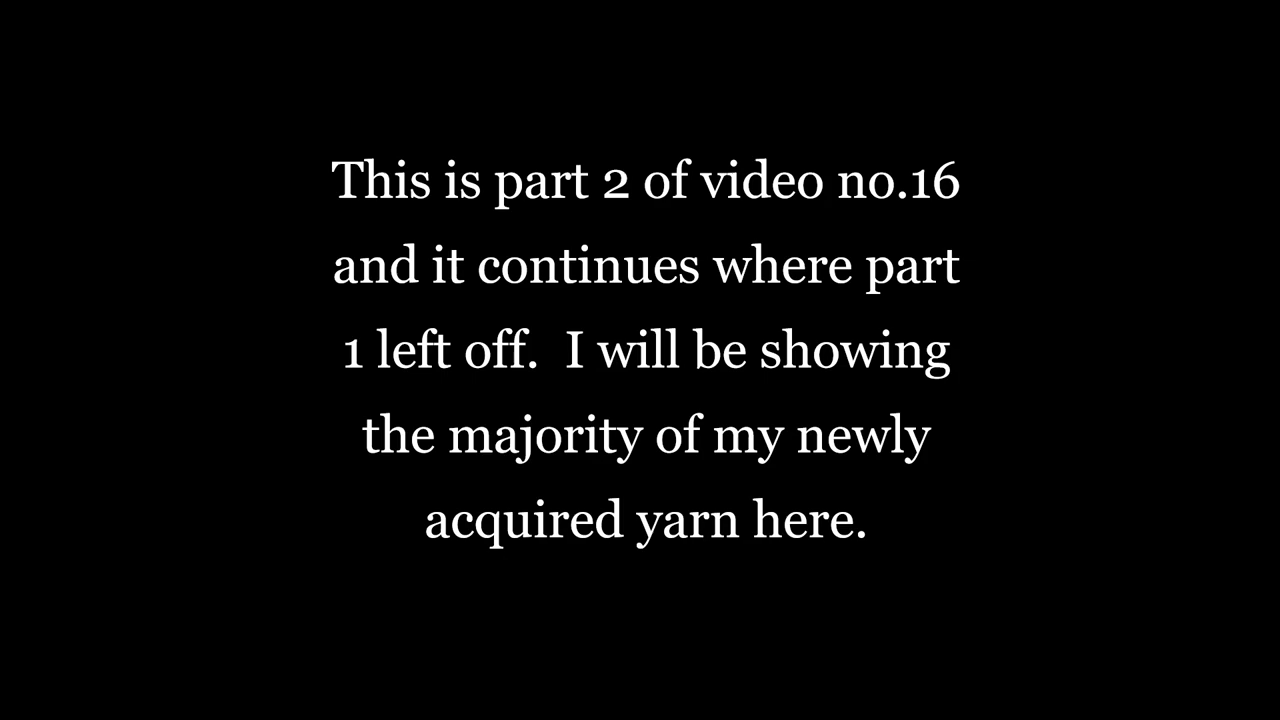 This is part 2 of video no.16
and it continues where part
1 left off.  I will be showing
the majority of my newly
acquired yarn here.